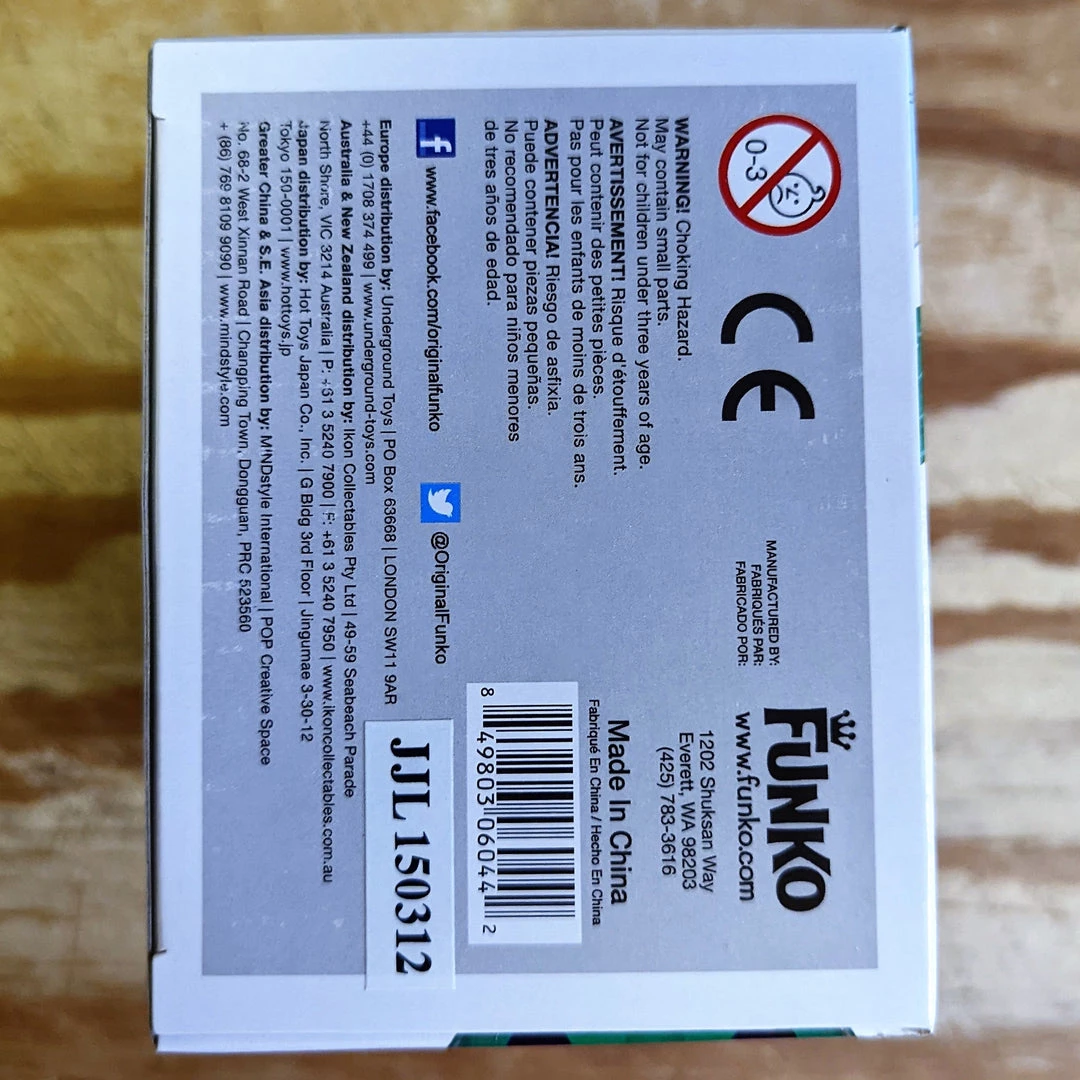 0-3
CE
WARNING! Choking Hazard.
May contain small parts.
Not for children under three years of age.
AVERTISSEMENT! Risque d'étouffement.
Peut contenir des petites pièces.
Pas pour les enfants de moins de trois ans.
ADVERTENCIA! Riesgo de asfixia.
Puede contener piezas pequeñas.
No recomendado para niños menores
de tres años de edad.
MANUFACTURED BY:
FABRIQUÉS PAR:
FABRICADO POR:
FUNKO
www.funko.com
1202 Shuksan Way
Everett, WA 98203
(425) 783-3616
Made In China
Fabriqué En China / Hecho En China
8 49803 06044 2
f www.facebook.com/originalfunko
@OriginalFunko
JJL 150312
Europe distribution by: Underground Toys | PO Box 63668 | LONDON SW11 9AR
+44 (0) 1708 374 499 | www.underground-toys.com
Australia & New Zealand distribution by: Ikon Collectables Pty Ltd | 49-59 Seabeach Parade
North Shore, VIC 3214 Australia | P: +61 3 5240 7900 | F: +61 3 5240 7950 | www.ikoncollectables.com.au
Japan distribution by: Hot Toys Japan Co., Inc. | G Bldg 3rd Floor | Jingumae 3-30-12
Tokyo 150-0001 | www.hottoys.jp
Greater China & S.E. Asia distribution by: MINDstyle International | POP Creative Space
No. 68-2 West Xinnan Road | Changping Town, Dongguan, PRC 523560
+ (86) 769 8109 9090 | www.mindstyle.com